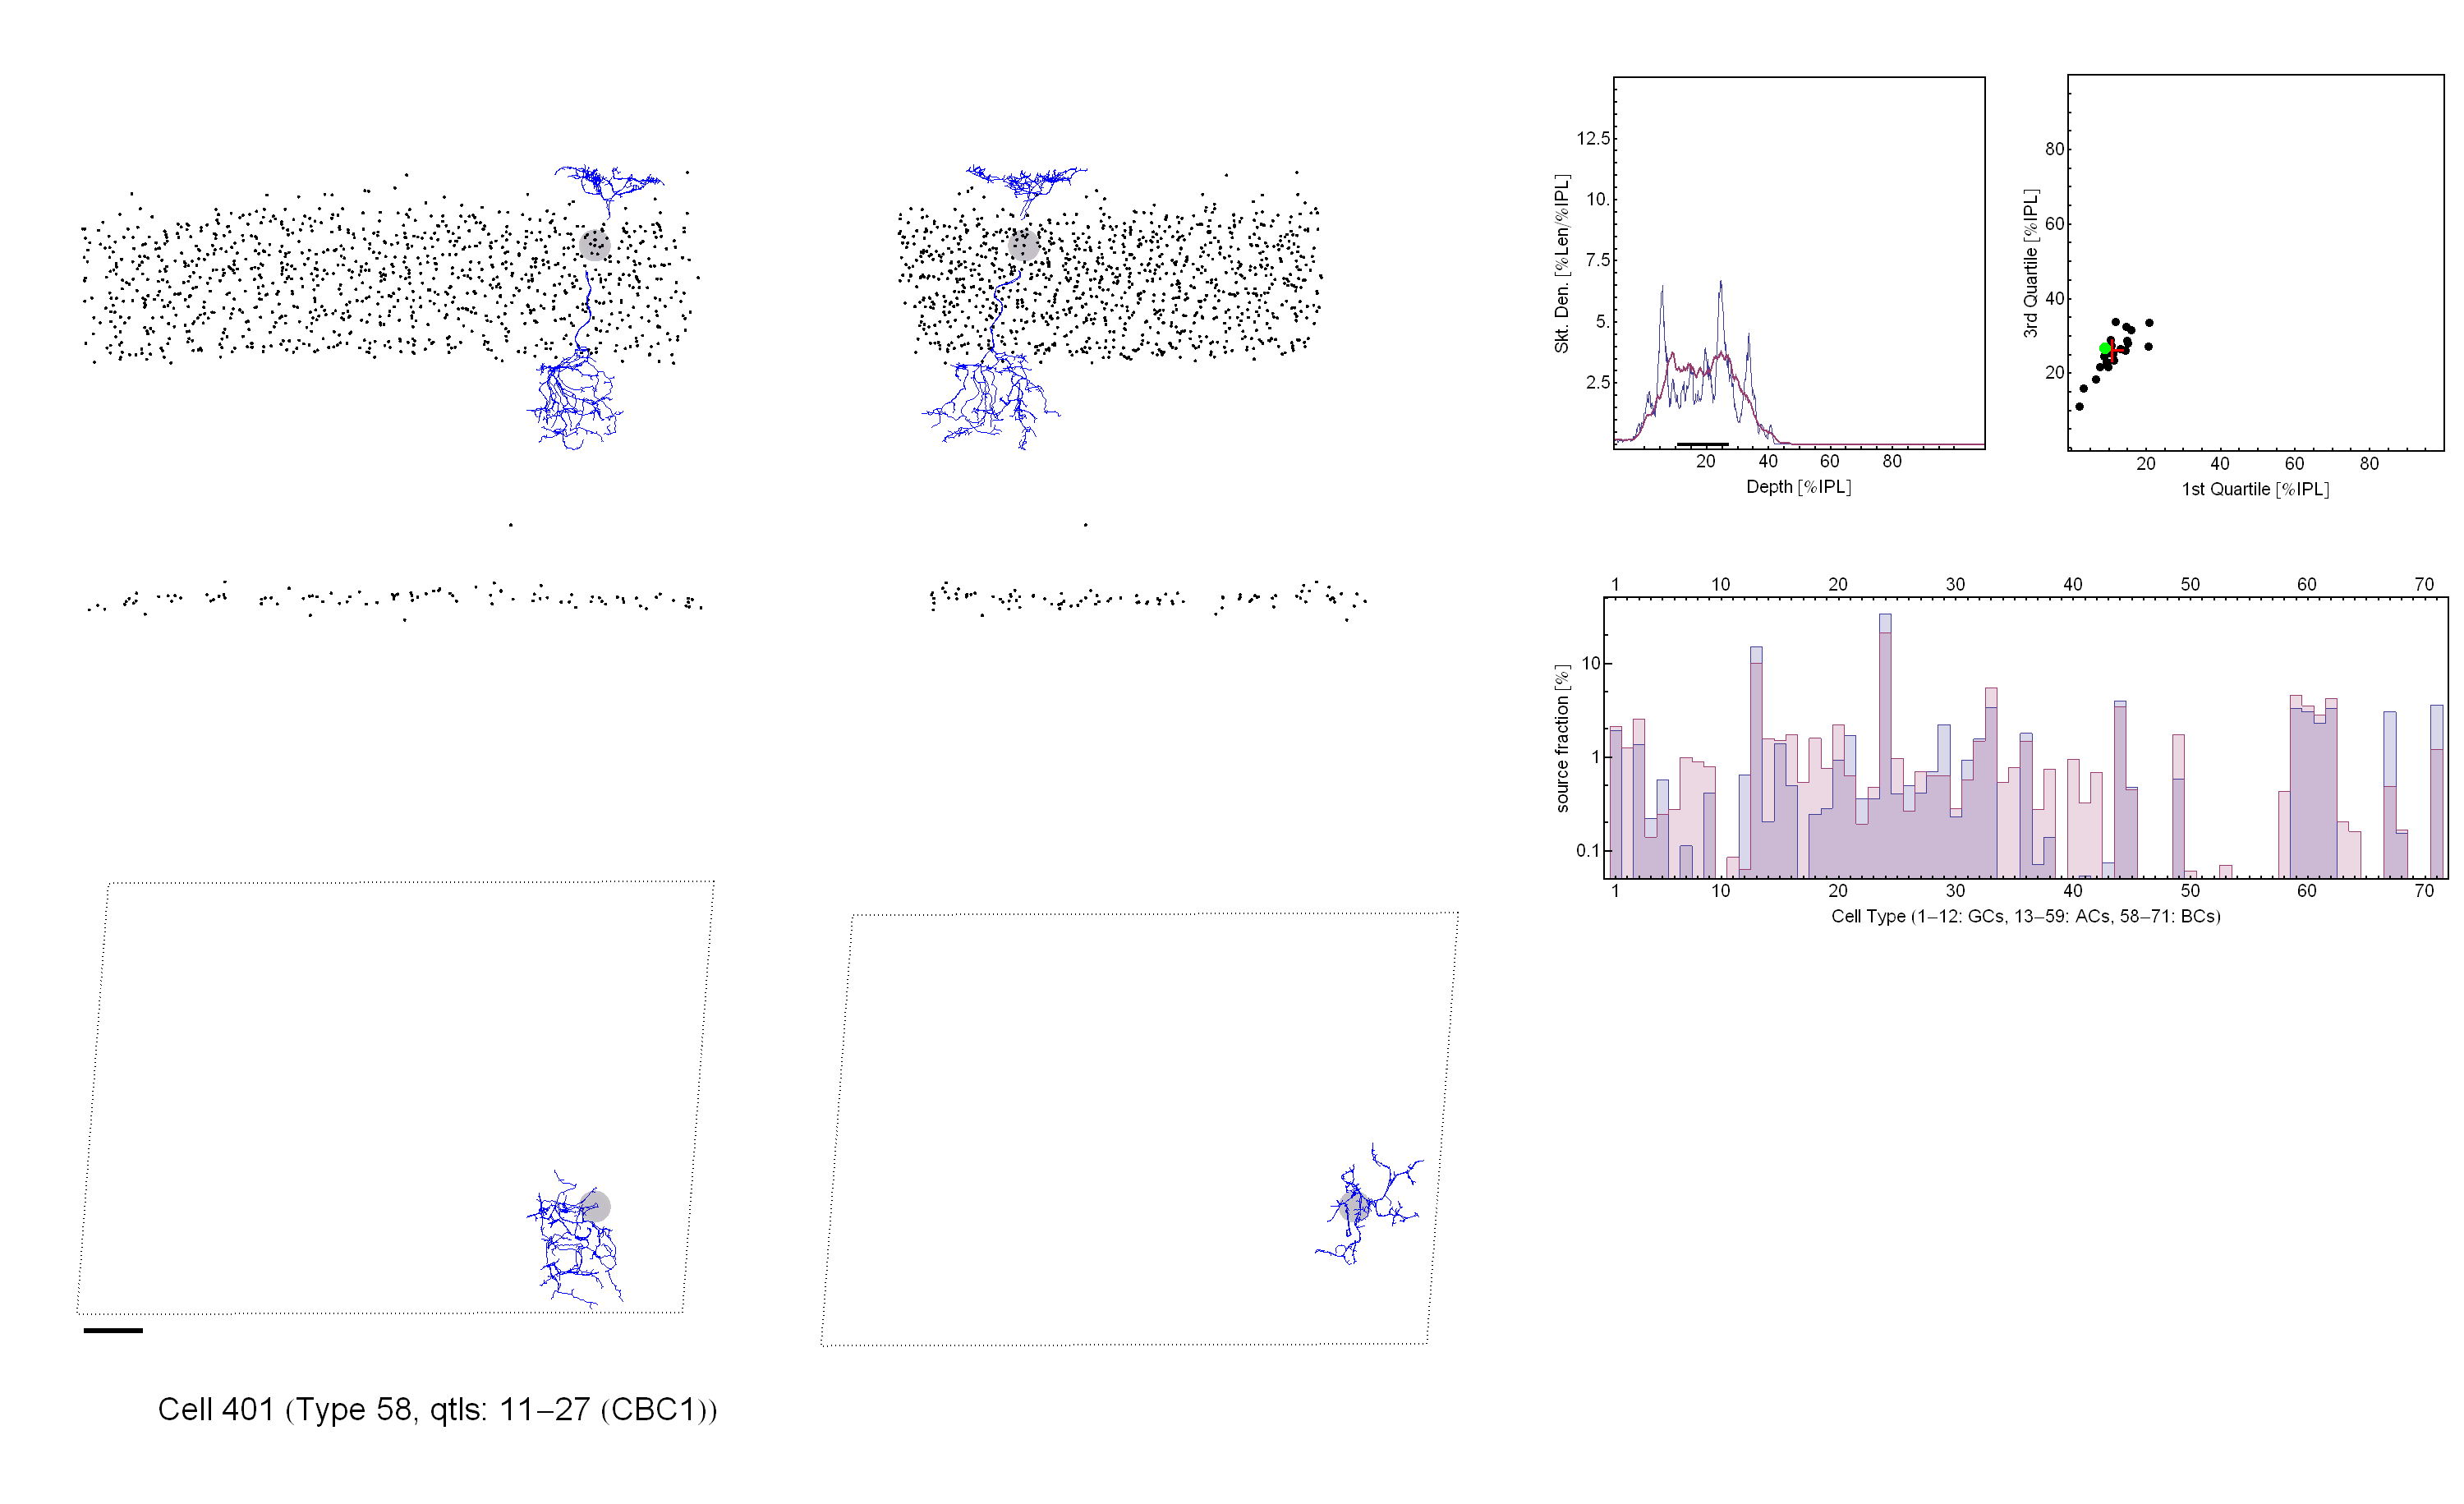 12.5
10.
7.5
5.
2.5
Skt. Den. [%Len/%IPL]
20 40 60 80
Depth [%IPL]
80
60
40
20
3rd Quartile [%IPL]
20 40 60 80
1st Quartile [%IPL]
1 10 20 30 40 50 60 70
10
1
0.1
source fraction [%]
1 10 20 30 40 50 60 70
Cell Type (1–12: GCs, 13–59: ACs, 58–71: BCs)
Cell 401 (Type 58, qtls: 11–27 (CBC1))